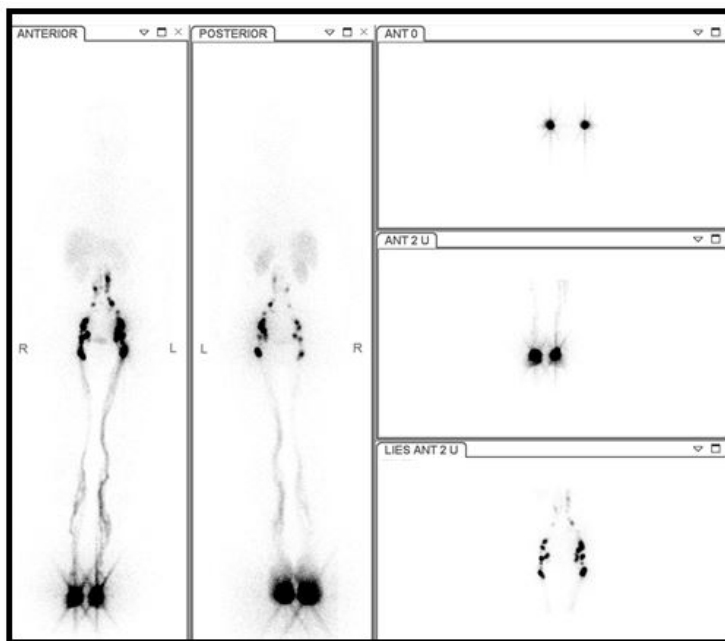 ANTERIOR
POSTERIOR
ANT 0
ANT 2 U
R L
L R
LIES ANT 2 U